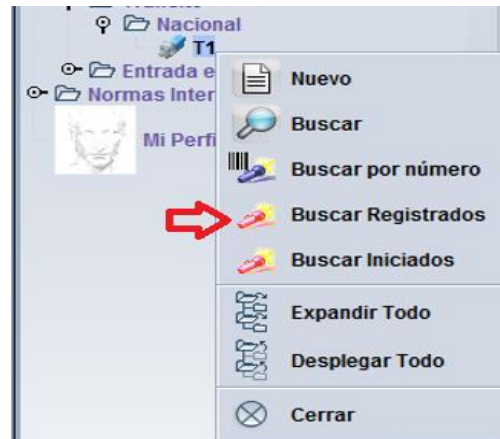 Nacional
T1
Entrada e
Normas Inter
Mi Perfi
Nuevo
Buscar
Buscar por número
Buscar Registrados
Buscar Iniciados
Expandir Todo
Desplegar Todo
Cerrar